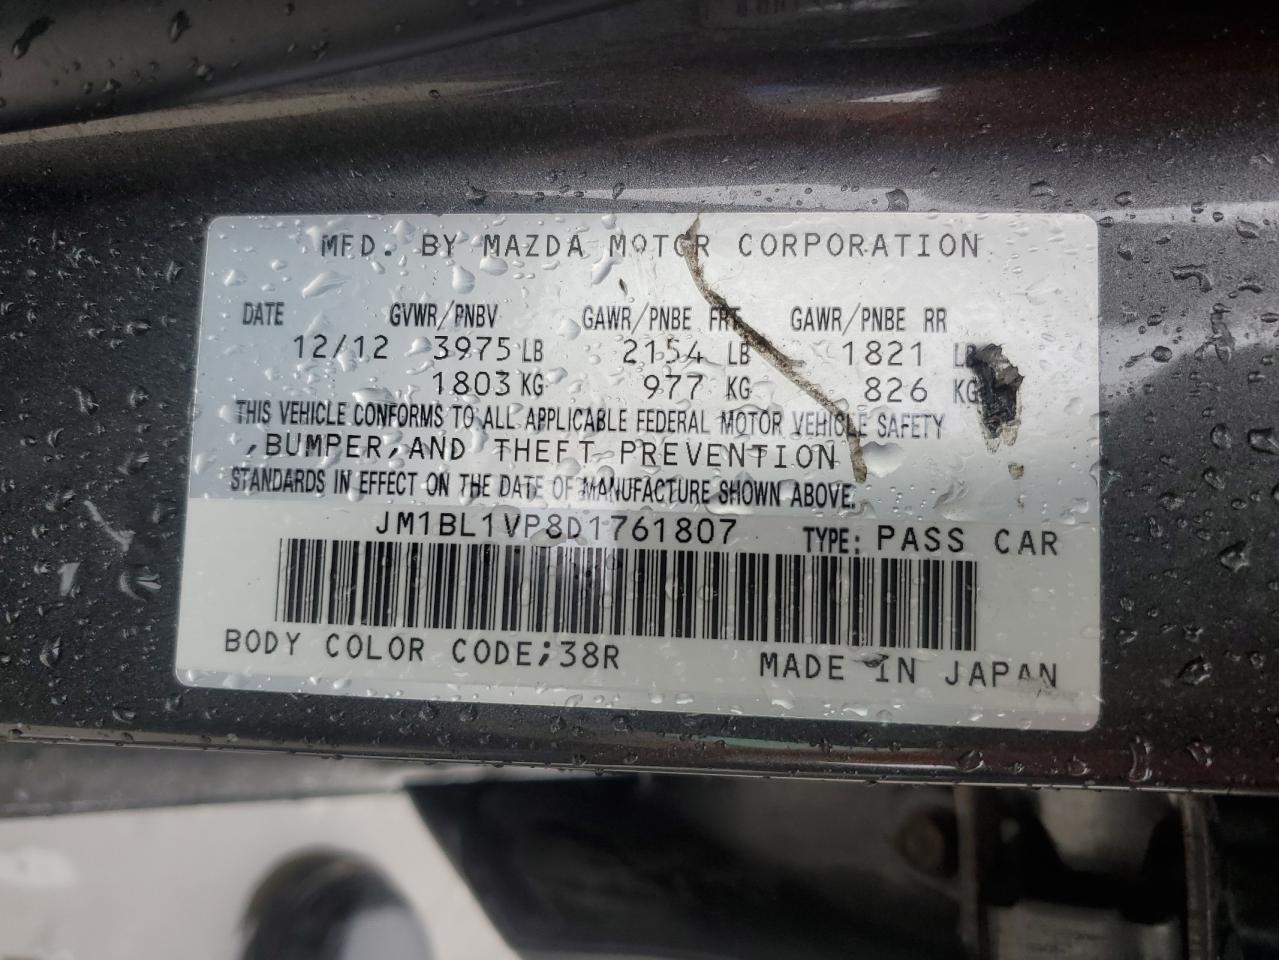 MFD. BY MAZDA MOTOR CORPORATION
DATE GVWR/PNBV GAWR/PNBE FRT GAWR/PNBE RR
12/12 3975 LB 2154 LB 1821 LB
1803 KG 977 KG 826 KG
THIS VEHICLE CONFORMS TO ALL APPLICABLE FEDERAL MOTOR VEHICLE SAFETY
,BUMPER,AND THEFT PREVENTION
STANDARDS IN EFFECT ON THE DATE OF MANUFACTURE SHOWN ABOVE.
JM1BL1VP8D1761807 TYPE: PASS CAR
BODY COLOR CODE;38R MADE IN JAPAN